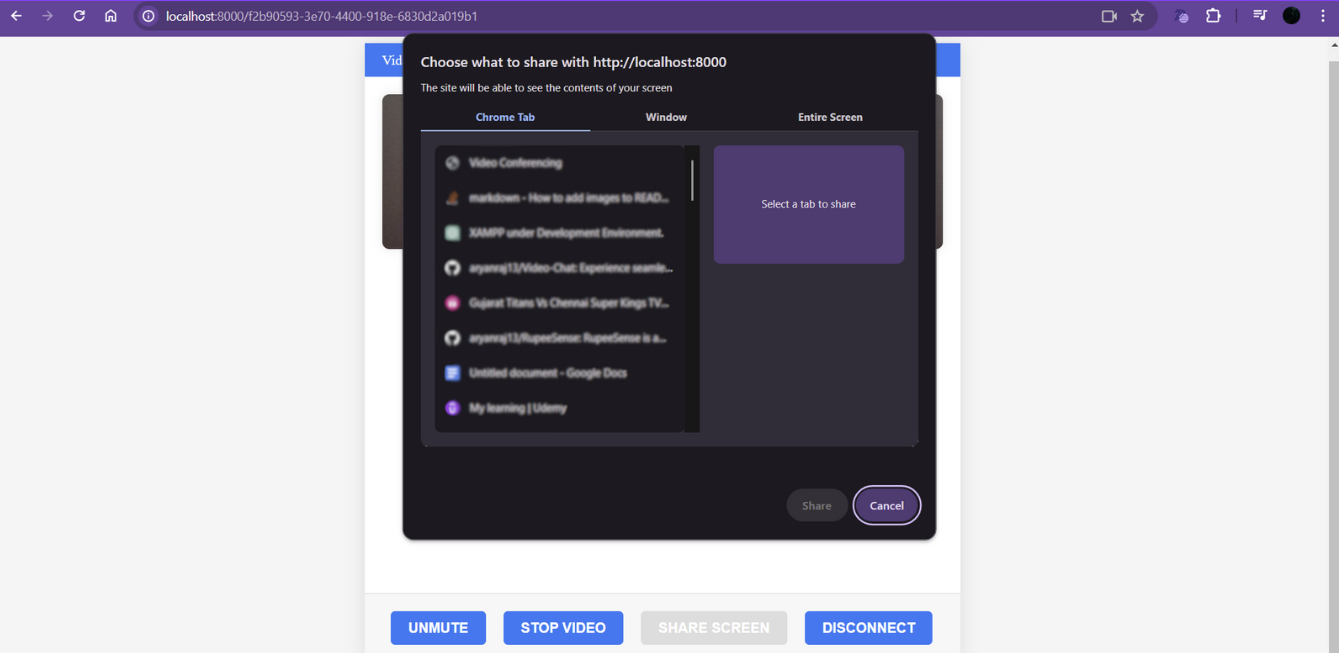 localhost:8000/f2b90593-3e70-4400-918e-6830d2a019b1
Vid
Choose what to share with http://localhost:8000
The site will be able to see the contents of your screen
Chrome Tab
Window
Entire Screen
Video Conferencing
markdown - How to add images to READ...
XAMPP under Development Environment.
aryanraj13/Video-Chat: Experience seamle...
Gujarat Titans Vs Chennai Super Kings TV...
aryanraj13/RupeeSense: RupeeSense is a...
Untitled document - Google Docs
My learning | Udemy
Select a tab to share
Share
Cancel
UNMUTE
STOP VIDEO
SHARE SCREEN
DISCONNECT